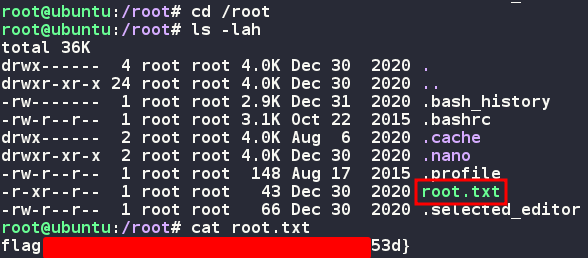 root@ubuntu:/root# cd /root
root@ubuntu:/root# ls -lah
total 36K
drwx------  4 root root 4.0K Dec 30  2020 .
drwxr-xr-x 24 root root 4.0K Dec 30  2020 ..
-rw-------  1 root root 2.9K Dec 31  2020 .bash_history
-rw-r--r--  1 root root 3.1K Oct 22  2015 .bashrc
drwx------  2 root root 4.0K Aug  6  2020 .cache
drwxr-xr-x  2 root root 4.0K Dec 30  2020 .nano
-rw-r--r--  1 root root  148 Aug 17  2015 .profile
-r-xr--r--  1 root root   43 Dec 30  2020 root.txt
-rw-r--r--  1 root root   66 Dec 30  2020 .selected_editor
root@ubuntu:/root# cat root.txt
flag 53d}